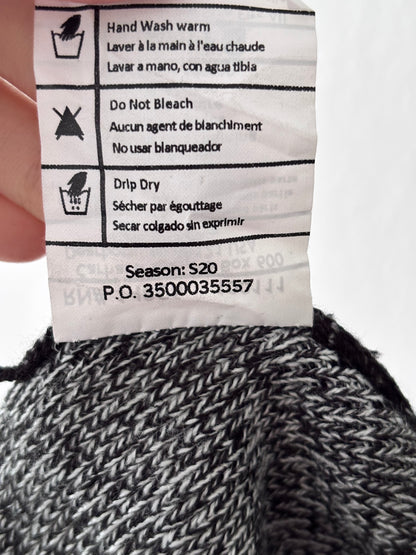 Hand Wash warm
Laver à la main à l'eau chaude
Lavar a mano, con agua tibia
Do Not Bleach
Aucun agent de blanchiment
No usar blanqueador
Drip Dry
Sécher par égouttage
Secar colgado sin exprimir
Season: S20
P.O. 3500035557